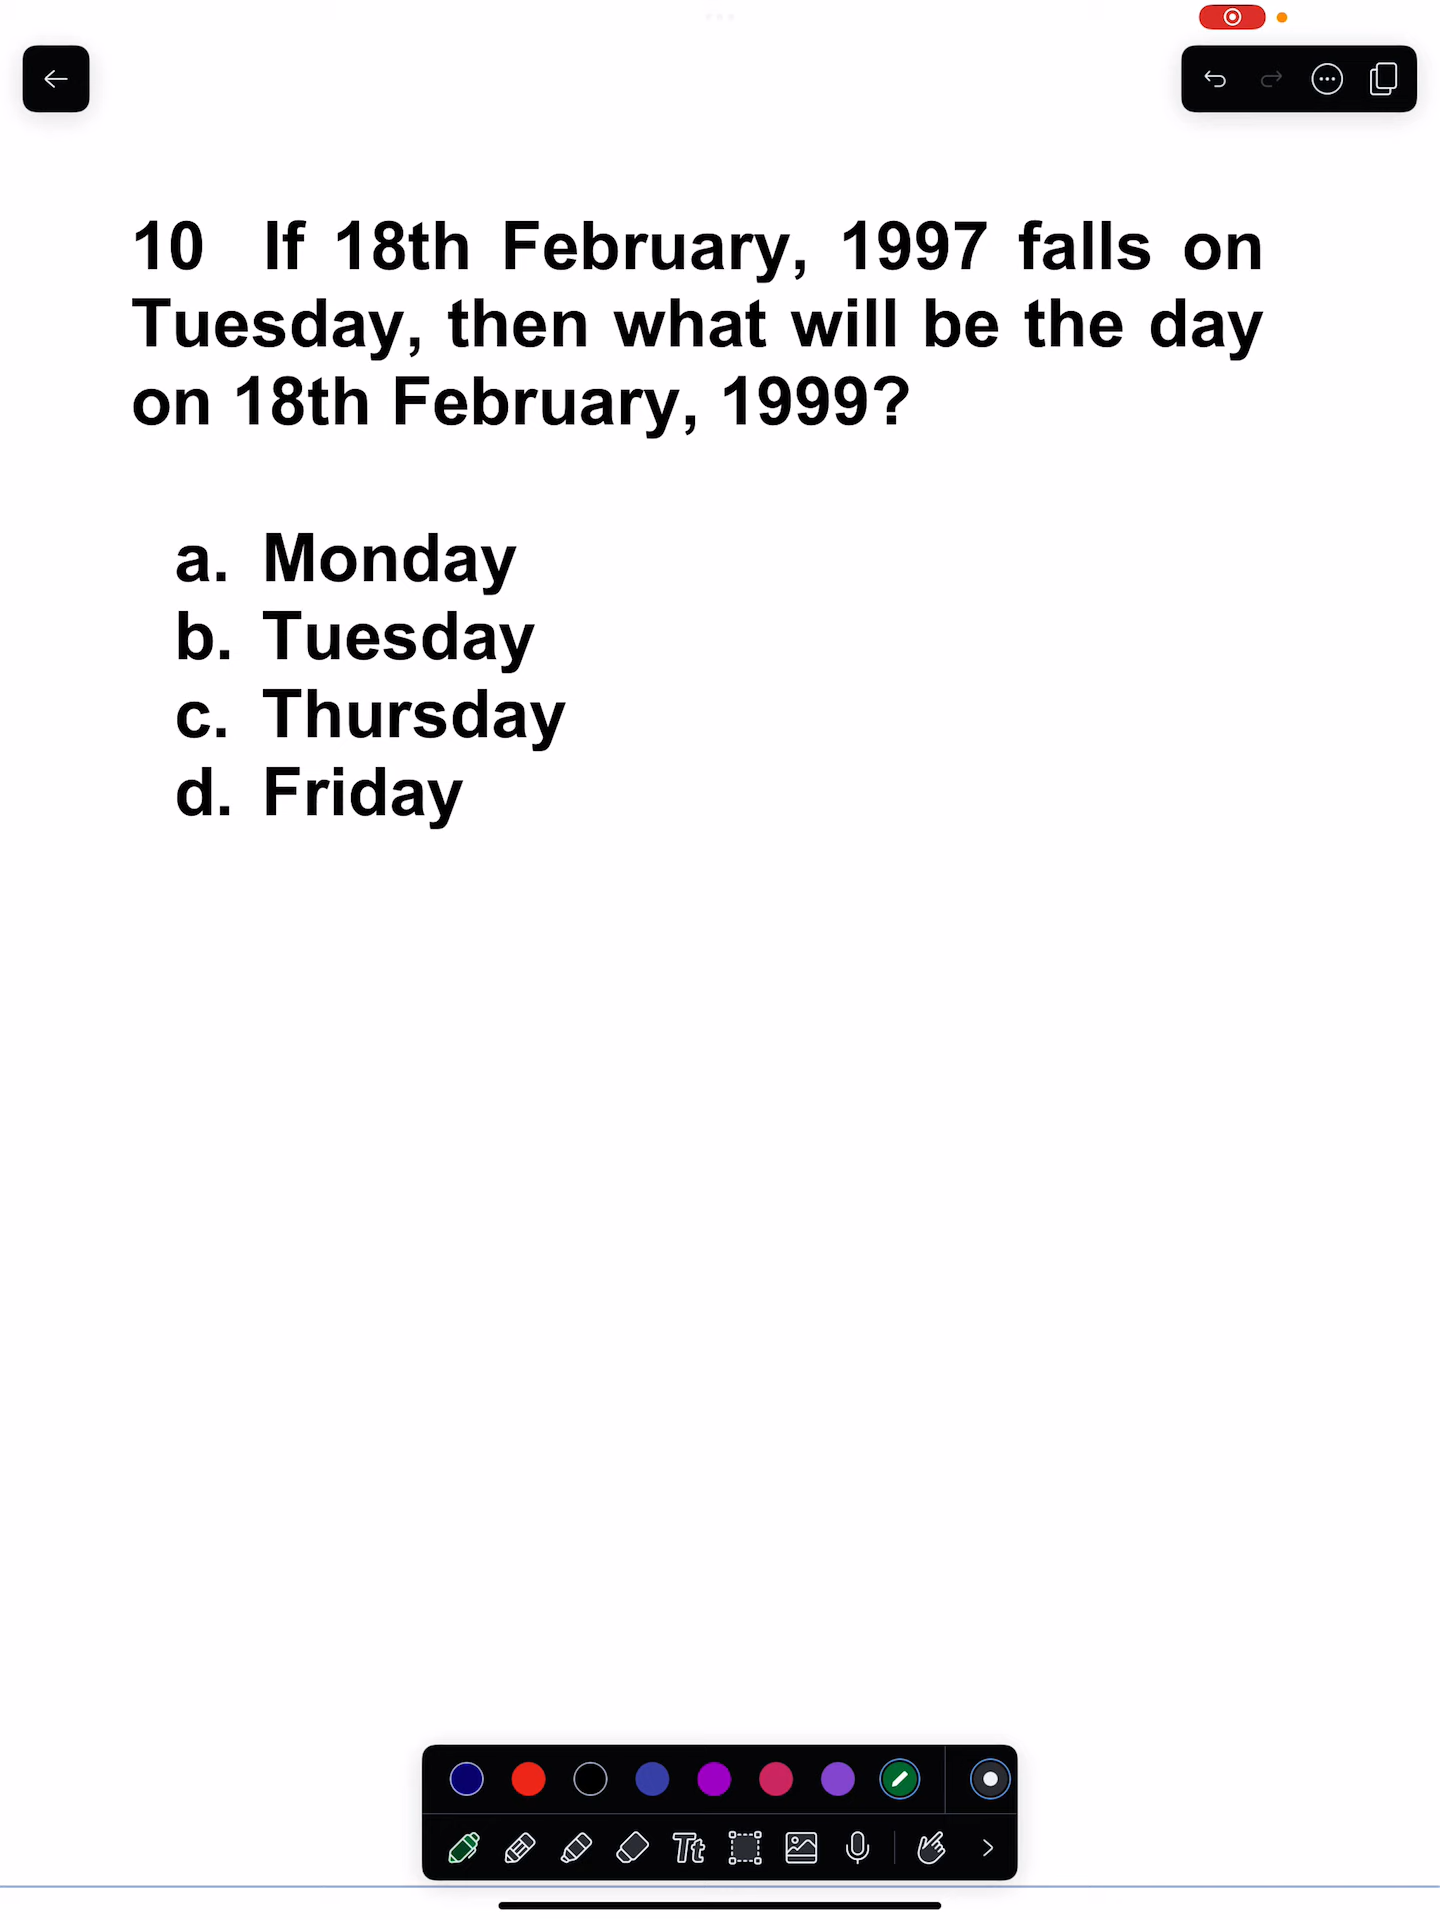 10 If 18th February, 1997 falls on
Tuesday, then what will be the day
on 18th February, 1999?
a. Monday
b. Tuesday
c. Thursday
d. Friday
Tt